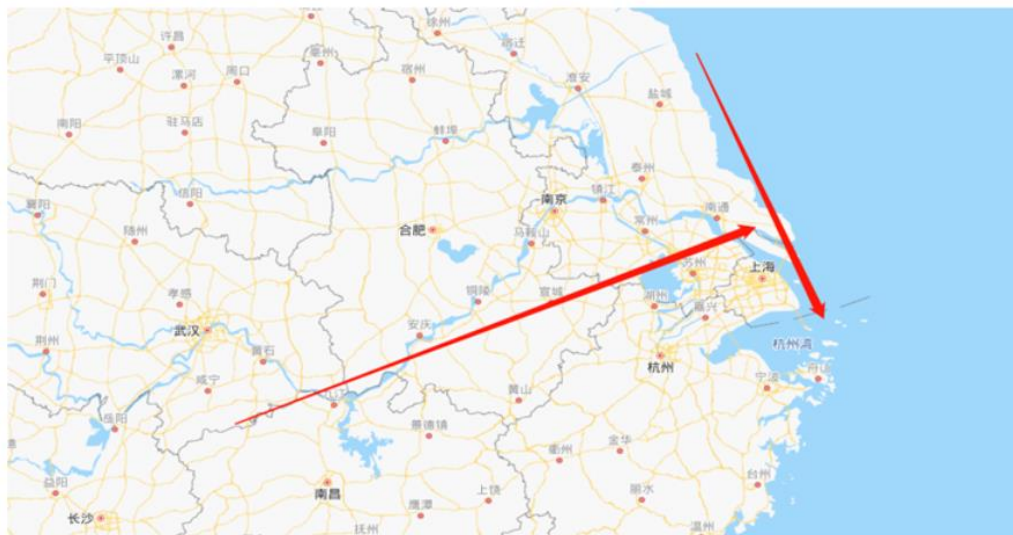 徐州
宿迁
许昌
亳州
平顶山
漯河
周口
宿州
淮安
盐城
南阳
驻马店
阜阳
蚌埠
泰州
信阳
镇江
襄阳
南京
南通
随州
合肥
马鞍山
常州
苏州
上海
荆门
孝感
铜陵
宣城
湖州
嘉兴
武汉
安庆
荆州
黄石
杭州
杭州湾
咸宁
黄山
宁波
舟山
九江
岳阳
景德镇
衢州
金华
台州
益阳
南昌
上饶
丽水
长沙
鹰潭
抚州
温州